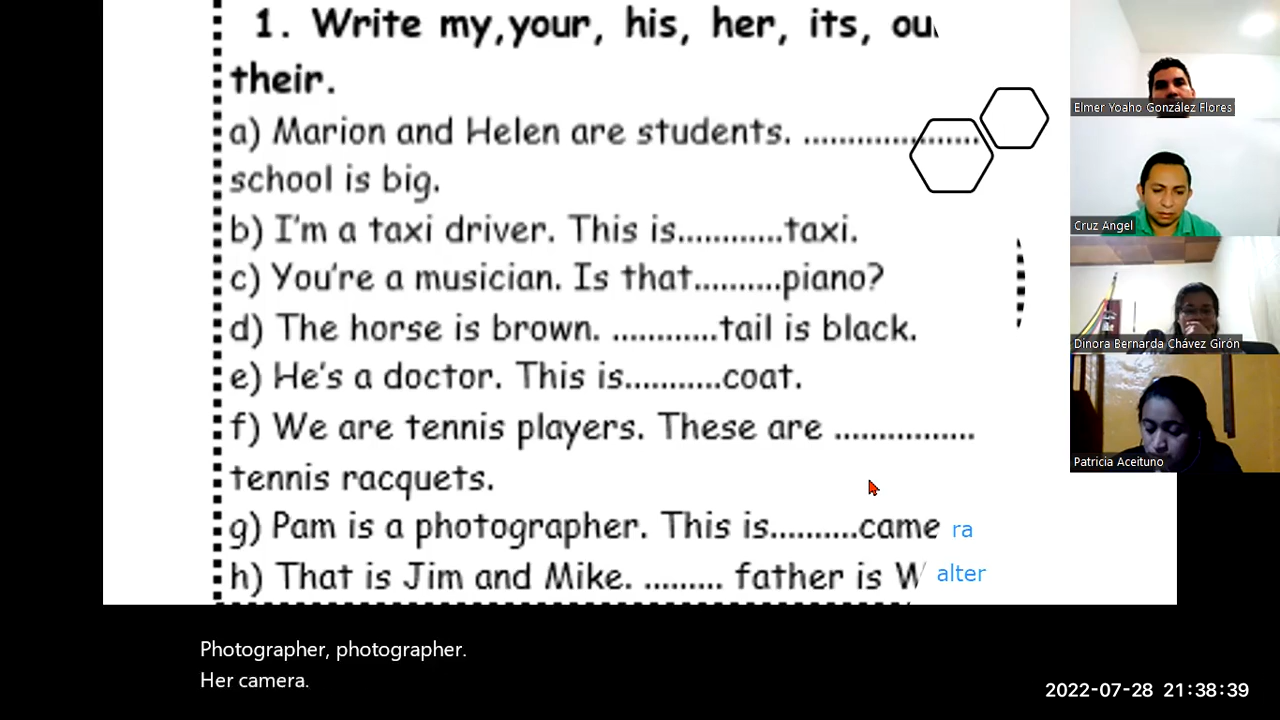 1. Write my,your, his, her, its, ou
their.
a) Marion and Helen are students. ......................
school is big.
b) I'm a taxi driver. This is............taxi.
c) You're a musician. Is that..........piano?
d) The horse is brown. ............tail is black.
e) He's a doctor. This is...........coat.
f) We are tennis players. These are ................
tennis racquets.
g) Pam is a photographer. This is..........came ra
h) That is Jim and Mike. ......... father is W alter
Elmer Yoaho González Flores
Cruz Angel
Dinora Bernarda Chávez Girón
Patricia Aceituno
Photographer, photographer.
Her camera.
2022-07-28 21:38:39